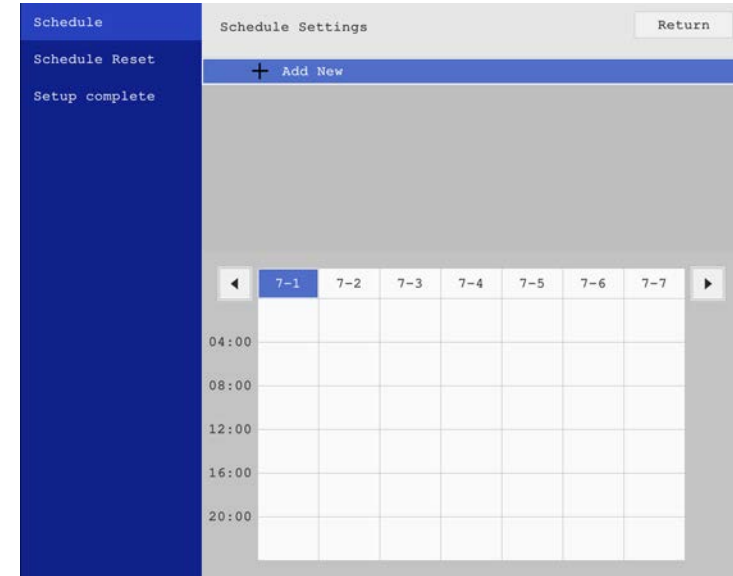 Schedule
Schedule Reset
Setup complete
Schedule Settings
Return
Add New
7-1 7-2 7-3 7-4 7-5 7-6 7-7
04:00
08:00
12:00
16:00
20:00